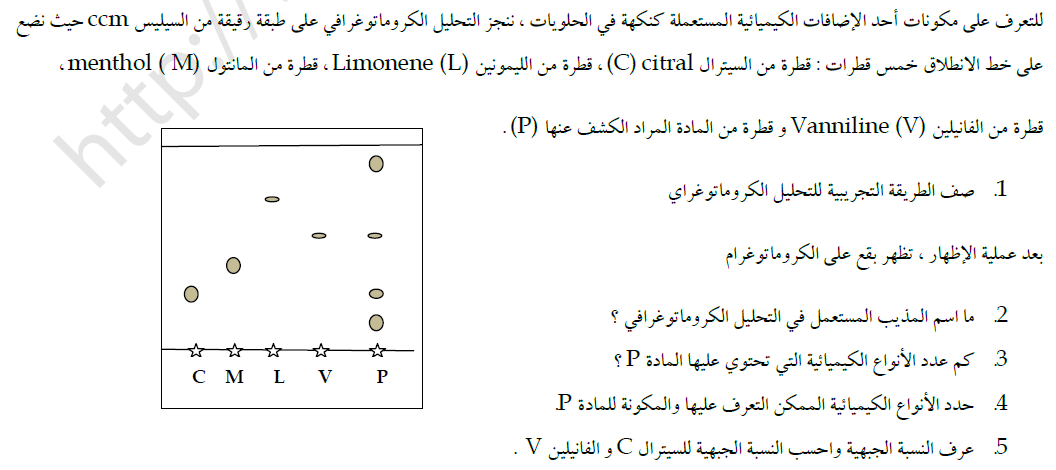 للتعرف على مكونات أحد الإضافات الكيميائية المستعملة كنكهة في الحلويات ، ننجز التحليل الكروماتوغرافي على طبقة رقيقة من السيليس ccm حيث نضع
على خط الانطلاق خمس قطرات : قطرة من السيترال citral (C) ، قطرة من الليمونين Limonene (L) ، قطرة من المانتول menthol ( M) ،
قطرة من الفانيلين Vanniline (V) و قطرة من المادة المراد الكشف عنها (P) .
1. صف الطريقة التجريبية للتحليل الكروماتوغراي
بعد عملية الإظهار ، تظهر بقع على الكروماتوغرام
2. ما اسم المذيب المستعمل في التحليل الكروماتوغرافي ؟
3. كم عدد الأنواع الكيميائية التي تحتوي عليها المادة P ؟
4. حدد الأنواع الكيميائية الممكن التعرف عليها والمكونة للمادة P.
5. عرف النسبة الجبهية واحسب النسبة الجبهية للسيترال C و الفانيلين V .
C M L V P
http://